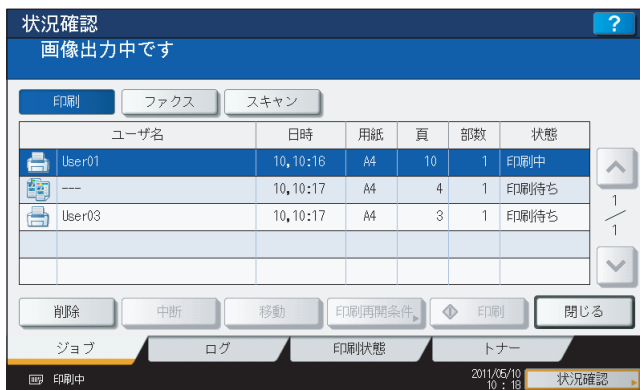 状況確認
?
画像出力中です
印刷 ファクス スキャン
ユーザ名 日時 用紙 頁 部数 状態
User01 10,10:16 A4 10 1 印刷中
--- 10,10:17 A4 4 1 印刷待ち
User03 10,10:17 A4 3 1 印刷待ち
1
1
削除 中断 移動 印刷再開条件 印刷 閉じる
ジョブ ログ 印刷状態 トナー
印刷中
2011/05/10
10:18
状況確認